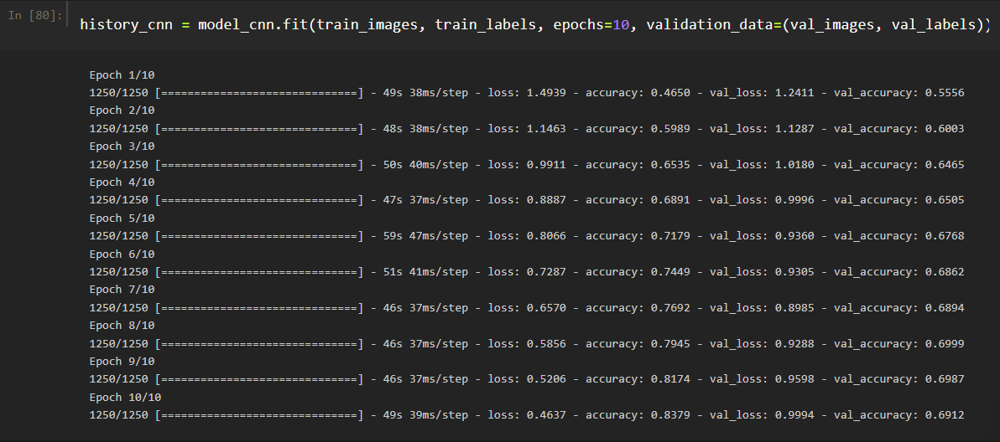 In [80]:
history_cnn = model_cnn.fit(train_images, train_labels, epochs=10, validation_data=(val_images, val_labels))
Epoch 1/10
1250/1250 [==============================] - 49s 38ms/step - loss: 1.4939 - accuracy: 0.4650 - val_loss: 1.2411 - val_accuracy: 0.5556
Epoch 2/10
1250/1250 [==============================] - 48s 38ms/step - loss: 1.1463 - accuracy: 0.5989 - val_loss: 1.1287 - val_accuracy: 0.6003
Epoch 3/10
1250/1250 [==============================] - 50s 40ms/step - loss: 0.9911 - accuracy: 0.6535 - val_loss: 1.0180 - val_accuracy: 0.6465
Epoch 4/10
1250/1250 [==============================] - 47s 37ms/step - loss: 0.8887 - accuracy: 0.6891 - val_loss: 0.9996 - val_accuracy: 0.6505
Epoch 5/10
1250/1250 [==============================] - 59s 47ms/step - loss: 0.8066 - accuracy: 0.7179 - val_loss: 0.9360 - val_accuracy: 0.6768
Epoch 6/10
1250/1250 [==============================] - 51s 41ms/step - loss: 0.7287 - accuracy: 0.7449 - val_loss: 0.9305 - val_accuracy: 0.6862
Epoch 7/10
1250/1250 [==============================] - 46s 37ms/step - loss: 0.6570 - accuracy: 0.7692 - val_loss: 0.8985 - val_accuracy: 0.6894
Epoch 8/10
1250/1250 [==============================] - 46s 37ms/step - loss: 0.5856 - accuracy: 0.7945 - val_loss: 0.9288 - val_accuracy: 0.6999
Epoch 9/10
1250/1250 [==============================] - 46s 37ms/step - loss: 0.5206 - accuracy: 0.8174 - val_loss: 0.9598 - val_accuracy: 0.6987
Epoch 10/10
1250/1250 [==============================] - 49s 39ms/step - loss: 0.4637 - accuracy: 0.8379 - val_loss: 0.9994 - val_accuracy: 0.6912